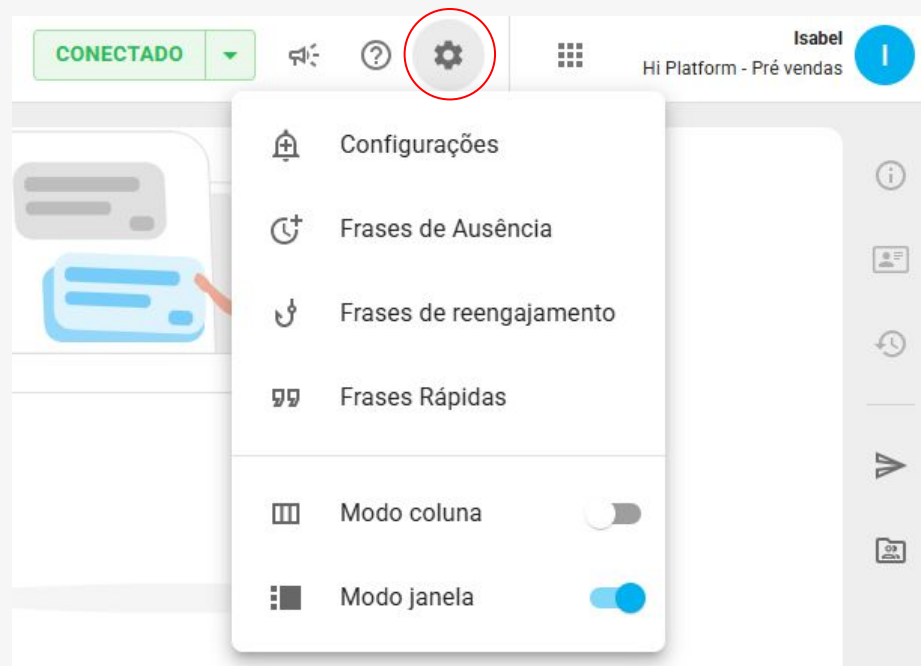 CONECTADO
Isabel
Hi Platform - Pré vendas
I
Configurações
Frases de Ausência
Frases de reengajamento
Frases Rápidas
Modo coluna
Modo janela